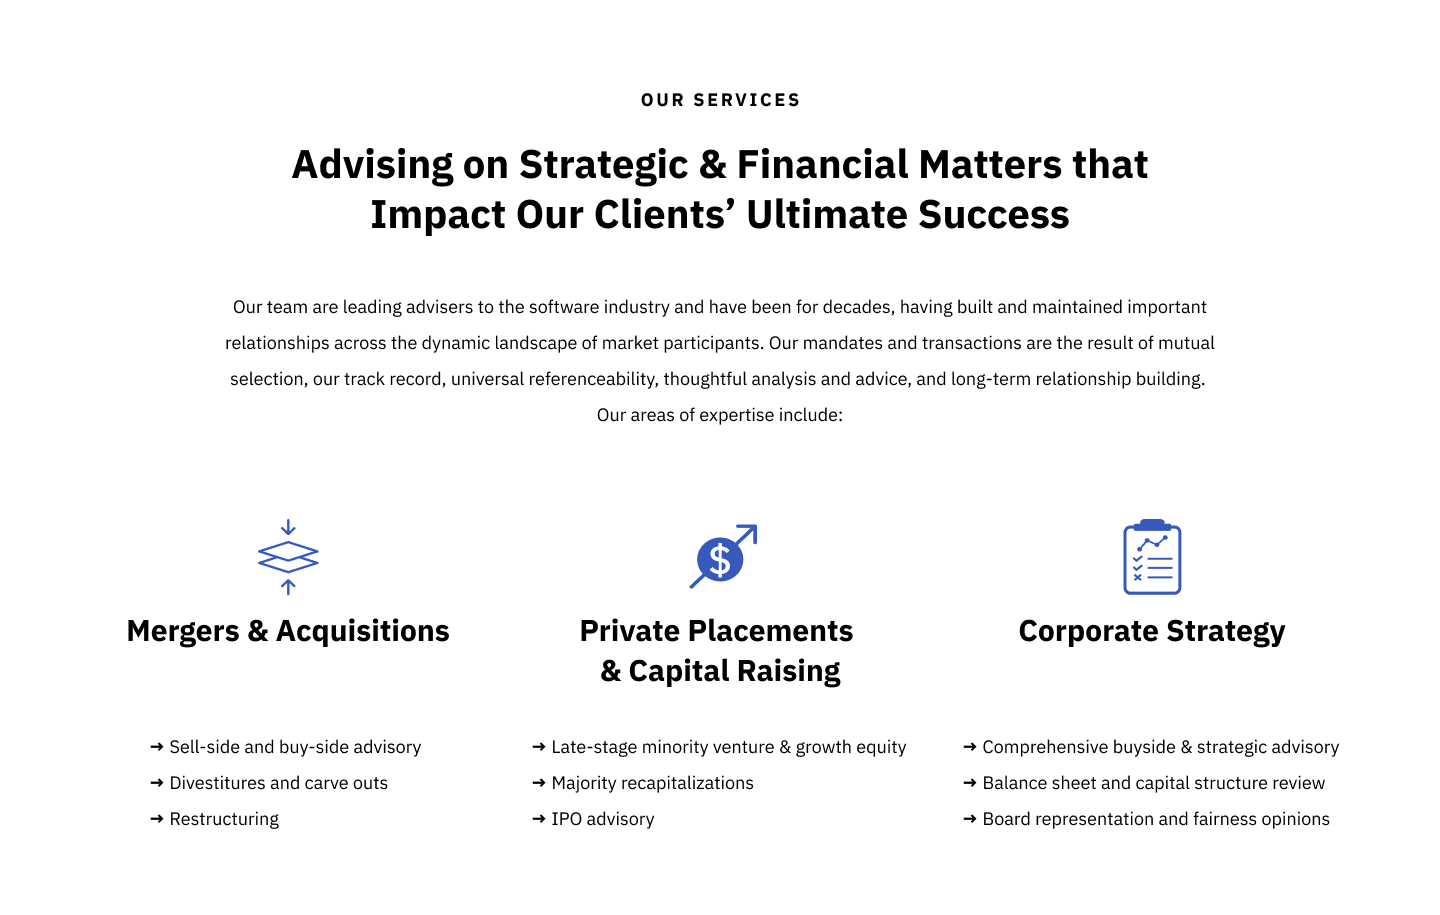 OUR SERVICES
Advising on Strategic & Financial Matters that
Impact Our Clients’ Ultimate Success
Our team are leading advisers to the software industry and have been for decades, having built and maintained important
relationships across the dynamic landscape of market participants. Our mandates and transactions are the result of mutual
selection, our track record, universal referenceability, thoughtful analysis and advice, and long-term relationship building.
Our areas of expertise include:
$
Mergers & Acquisitions
➜ Sell-side and buy-side advisory
➜ Divestitures and carve outs
➜ Restructuring
Private Placements
& Capital Raising
➜ Late-stage minority venture & growth equity
➜ Majority recapitalizations
➜ IPO advisory
Corporate Strategy
➜ Comprehensive buyside & strategic advisory
➜ Balance sheet and capital structure review
➜ Board representation and fairness opinions